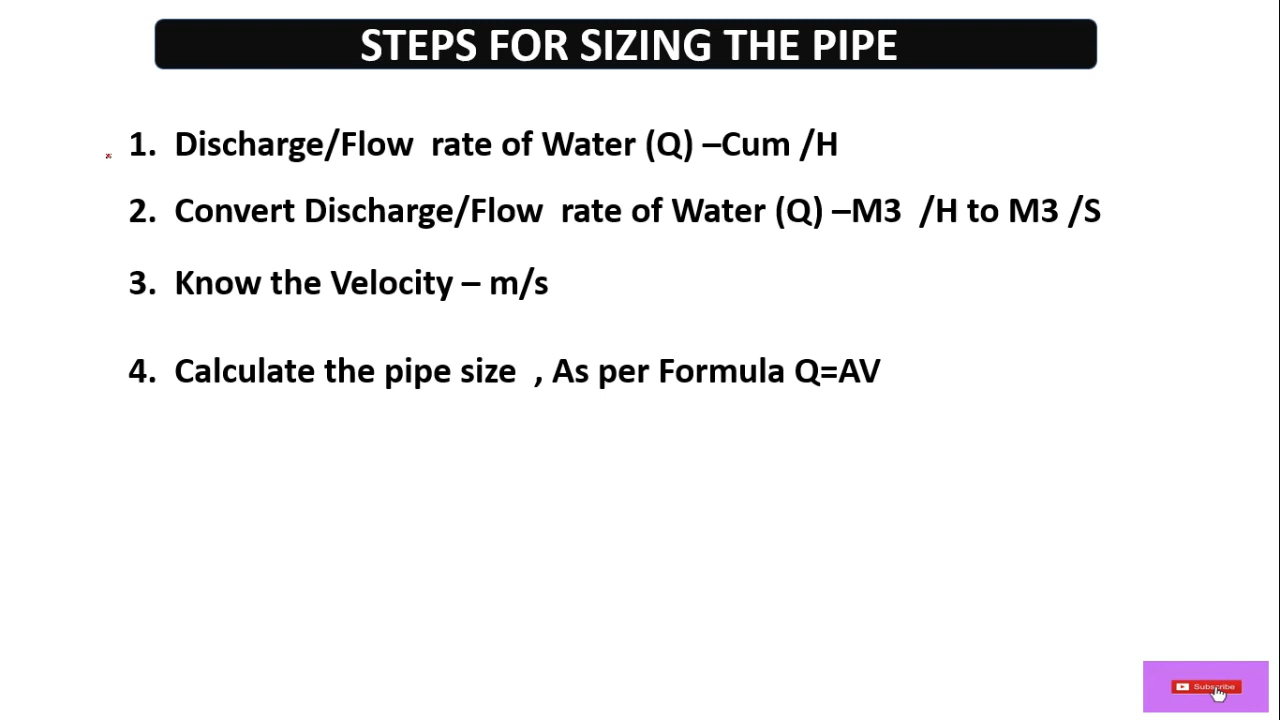 STEPS FOR SIZING THE PIPE
1. Discharge/Flow rate of Water (Q) –Cum /H
2. Convert Discharge/Flow rate of Water (Q) –M3 /H to M3 /S
3. Know the Velocity – m/s
4. Calculate the pipe size , As per Formula Q=AV
Subscribe